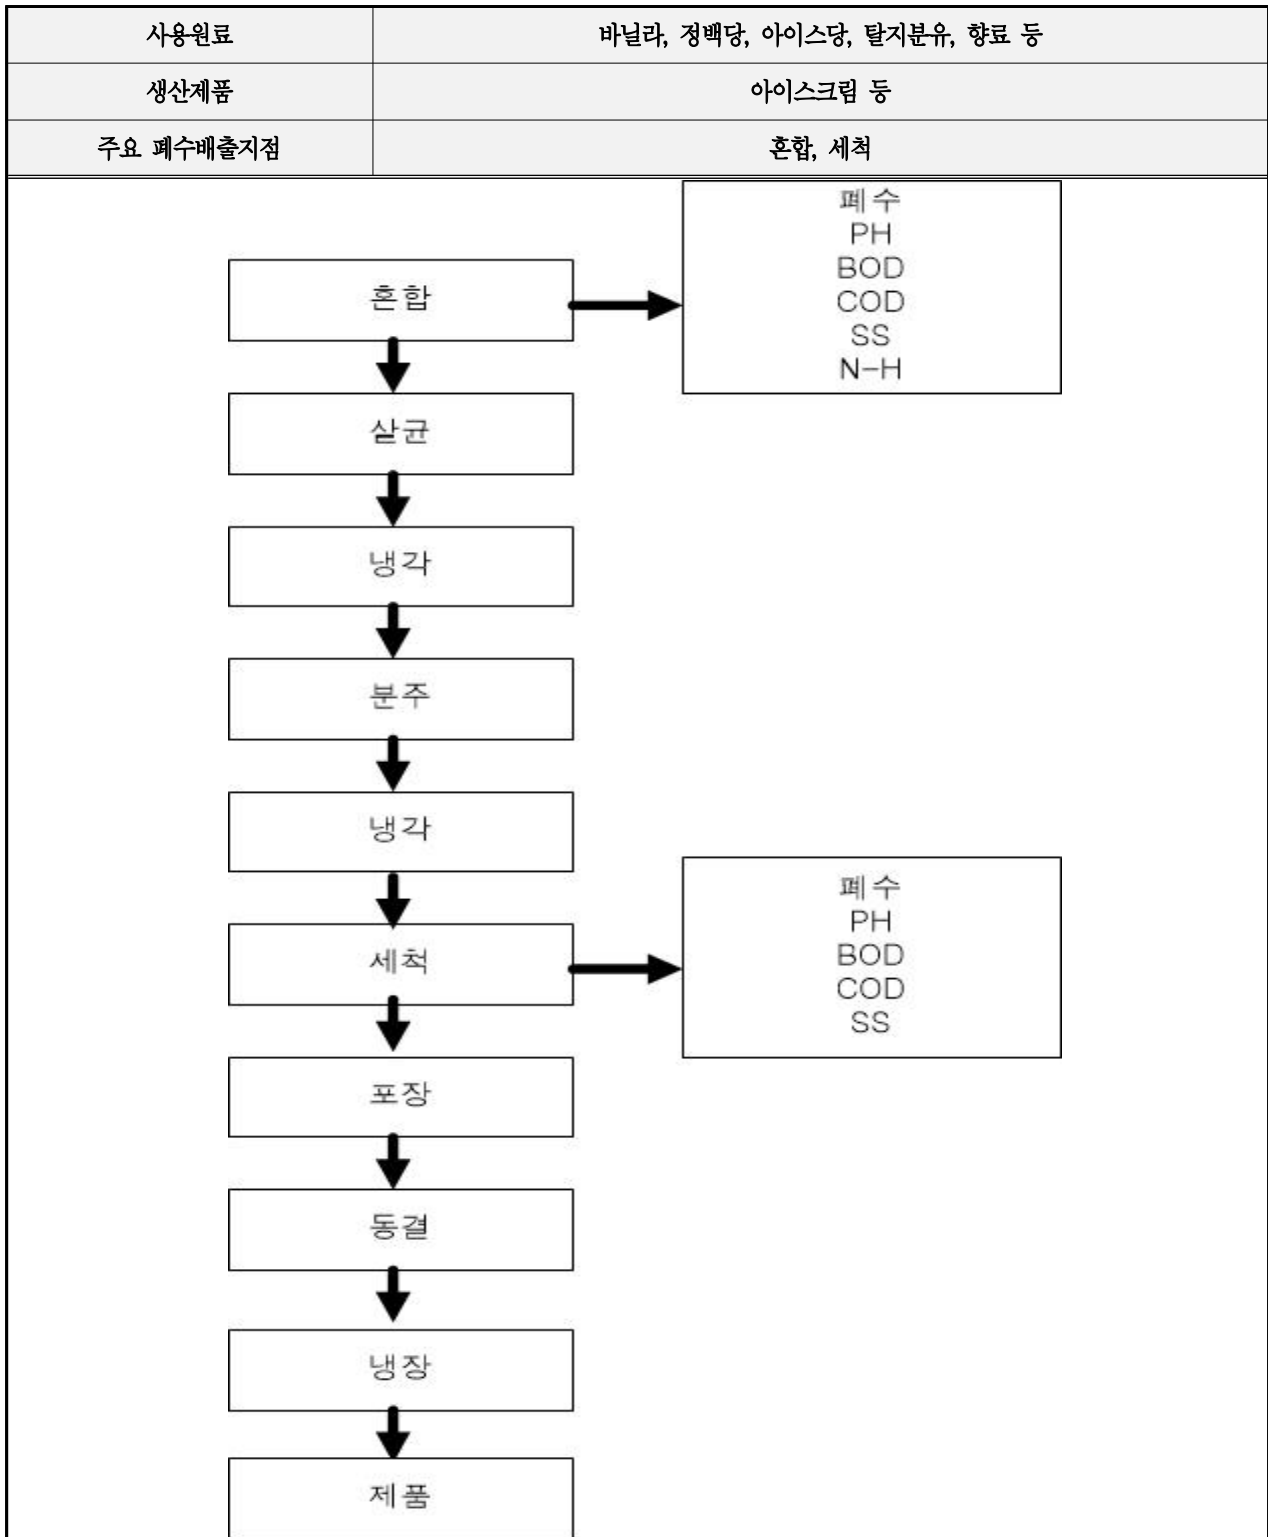 사용원료 바닐라, 정백당, 아이스당, 탈지분유, 향료 등
생산제품 아이스크림 등
주요 폐수배출지점 혼합, 세척
폐수
PH
BOD
COD
SS
N-H
혼합
살균
냉각
분주
냉각
세척
폐수
PH
BOD
COD
SS
포장
동결
냉장
제품